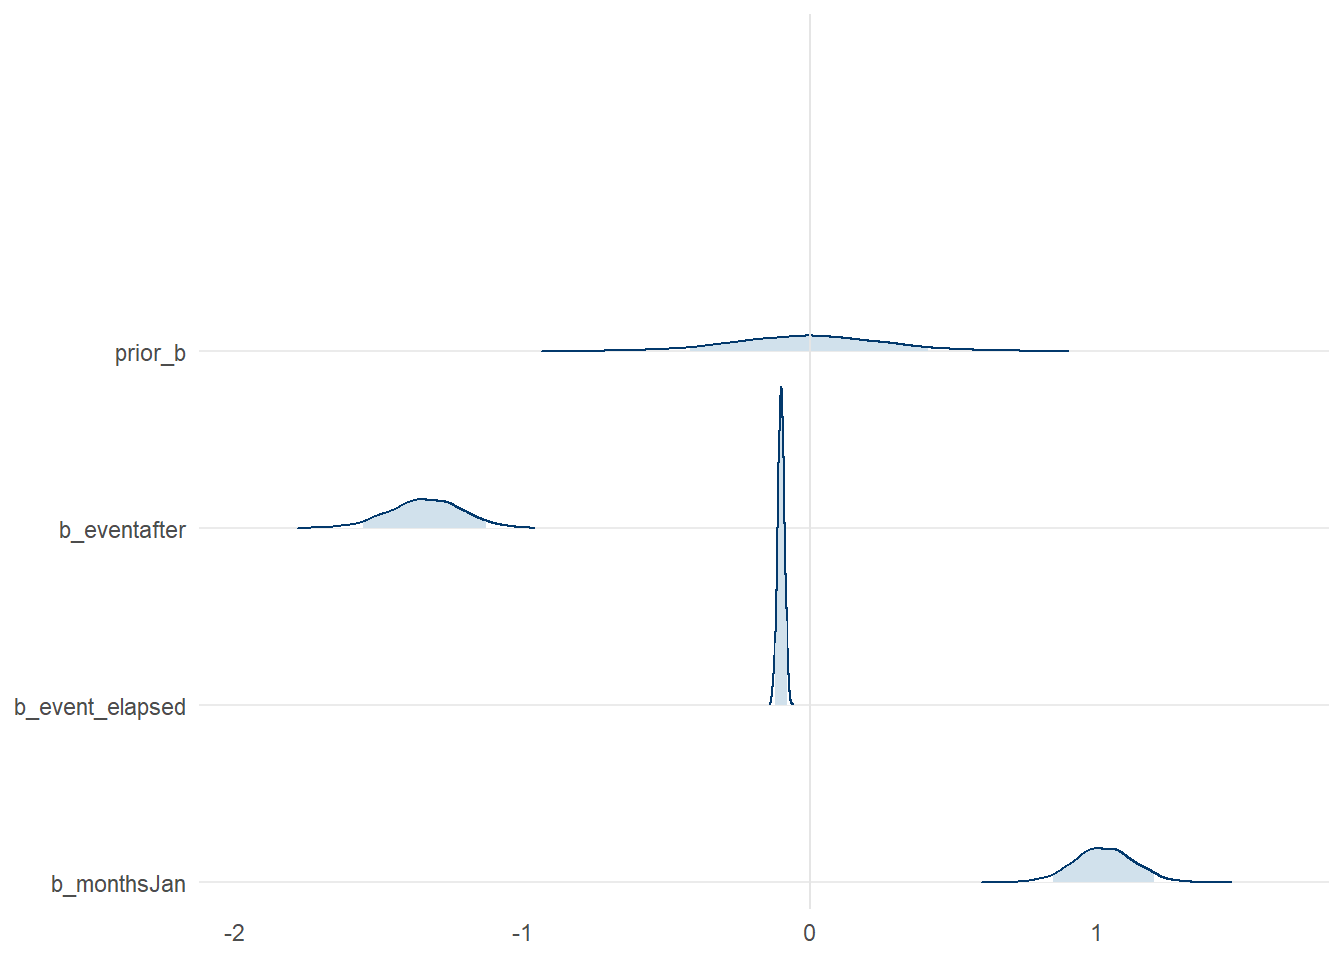 prior_b
b_eventafter
b_event_elapsed
b_monthsJan
-2 -1 0 1